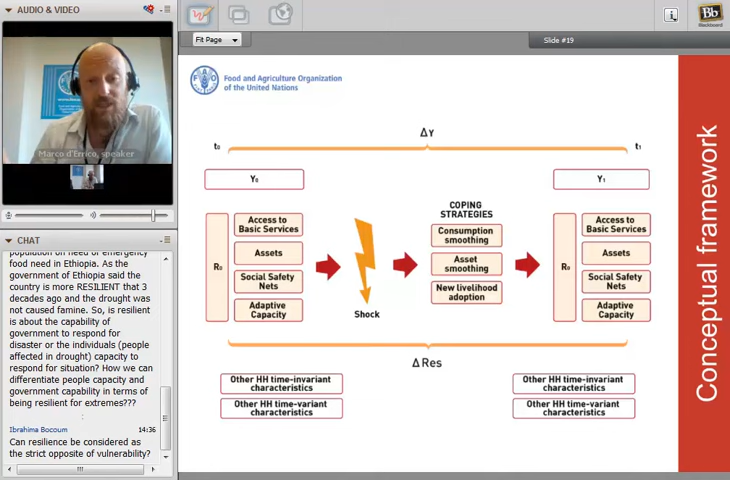 AUDIO & VIDEO
Marco d'Errico, speaker
CHAT
population on need of emergency
food need in Ethiopia. As the
government of Ethiopia said the
country is more RESILIENT that 3
decades ago and the drought was
not caused famine. So, is resilient
is about the capability of
government to respond for
disaster or the individuals (people
affected in drought) capacity to
respond for situation? How we can
differentiate people capacity and
government capability in terms of
being resilient for extremes???
Ibrahima Bocoum 14:36
Can resilience be considered as
the strict opposite of vulnerability?
Fit Page
Slide #19
Bb
Blackboard
FAO
Food and Agriculture Organization
of the United Nations
ΔY
t0 t1
Y0 Y1
R0
Access to
Basic Services
Assets
Social Safety
Nets
Adaptive
Capacity
Shock
COPING
STRATEGIES
Consumption
smoothing
Asset
smoothing
New livelihood
adoption
R0
Access to
Basic Services
Assets
Social Safety
Nets
Adaptive
Capacity
ΔRes
Other HH time-invariant
characteristics
Other HH time-variant
characteristics
Other HH time-invariant
characteristics
Other HH time-variant
characteristics
Conceptual framework